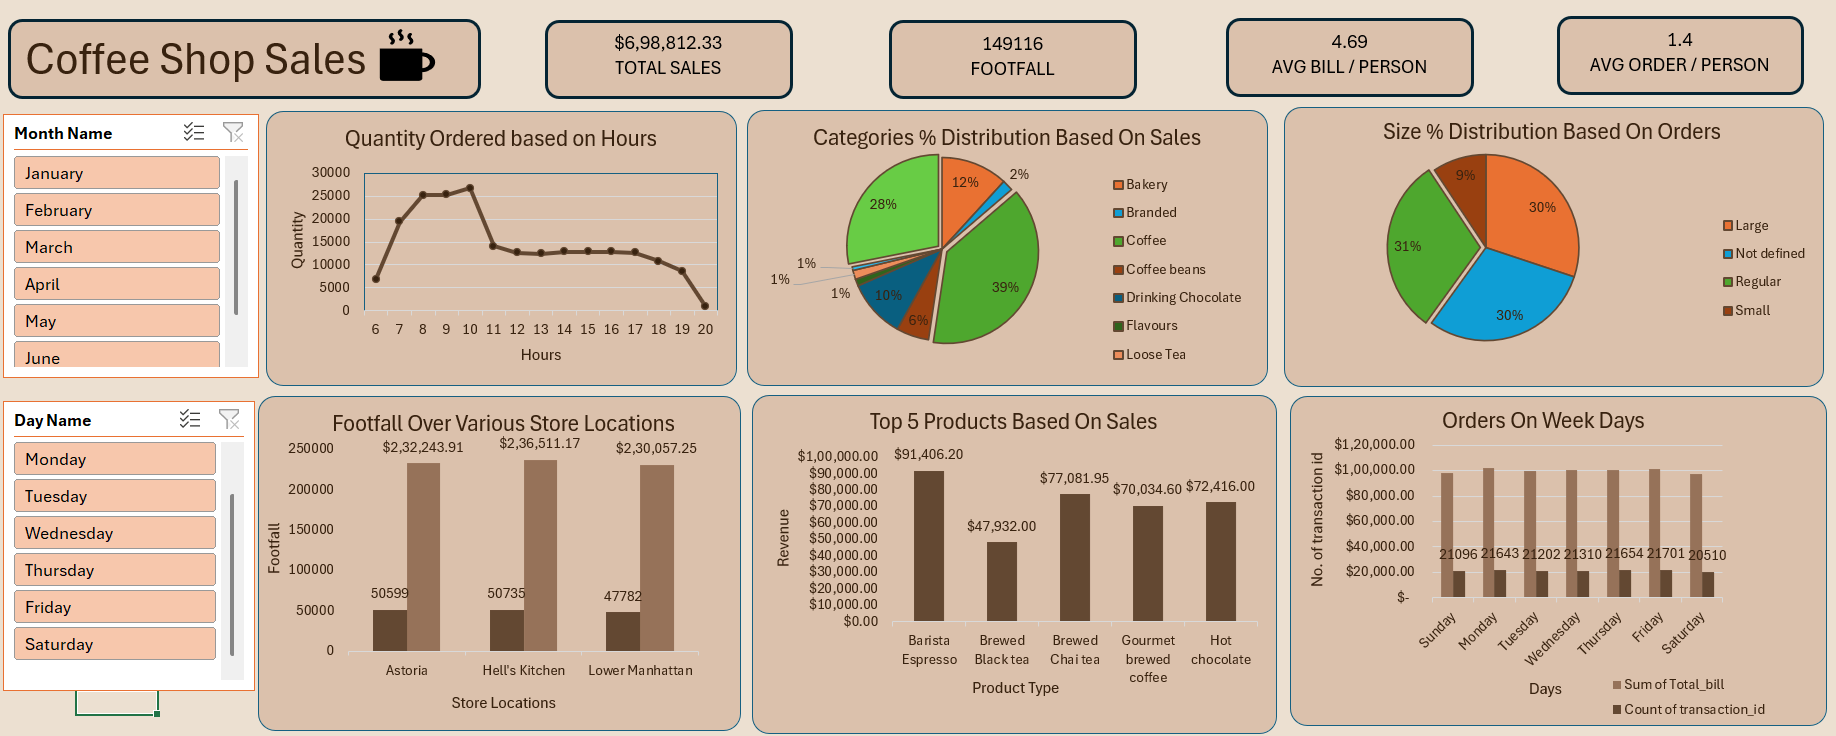 Coffee Shop Sales
$6,98,812.33
TOTAL SALES
149116
FOOTFALL
4.69
AVG BILL / PERSON
1.4
AVG ORDER / PERSON
Month Name
January
February
March
April
May
June
Quantity Ordered based on Hours
Quantity
30000
25000
20000
15000
10000
5000
0
6 7 8 9 10 11 12 13 14 15 16 17 18 19 20
Hours
Categories % Distribution Based On Sales
12%
2%
39%
6%
10%
1%
1%
1%
28%
Bakery
Branded
Coffee
Coffee beans
Drinking Chocolate
Flavours
Loose Tea
Size % Distribution Based On Orders
9%
30%
31%
30%
Large
Not defined
Regular
Small
Day Name
Monday
Tuesday
Wednesday
Thursday
Friday
Saturday
Footfall Over Various Store Locations
Footfall
250000
200000
150000
100000
50000
0
$2,32,243.91 $2,36,511.17 $2,30,057.25
50599 50735 47782
Astoria Hell's Kitchen Lower Manhattan
Store Locations
Top 5 Products Based On Sales
Revenue
$1,00,000.00
$90,000.00
$80,000.00
$70,000.00
$60,000.00
$50,000.00
$40,000.00
$30,000.00
$20,000.00
$10,000.00
$0.00
$91,406.20
$47,932.00
$77,081.95
$70,034.60
$72,416.00
Barista Espresso
Brewed Black tea
Brewed Chai tea
Gourmet brewed coffee
Hot chocolate
Product Type
Orders On Week Days
No. of transaction id
$1,20,000.00
$1,00,000.00
$80,000.00
$60,000.00
$40,000.00
$20,000.00
$-
21096 21643 21202 21310 21654 21701 20510
Sunday Monday Tuesday Wednesday Thursday Friday Saturday
Days
Sum of Total_bill
Count of transaction_id